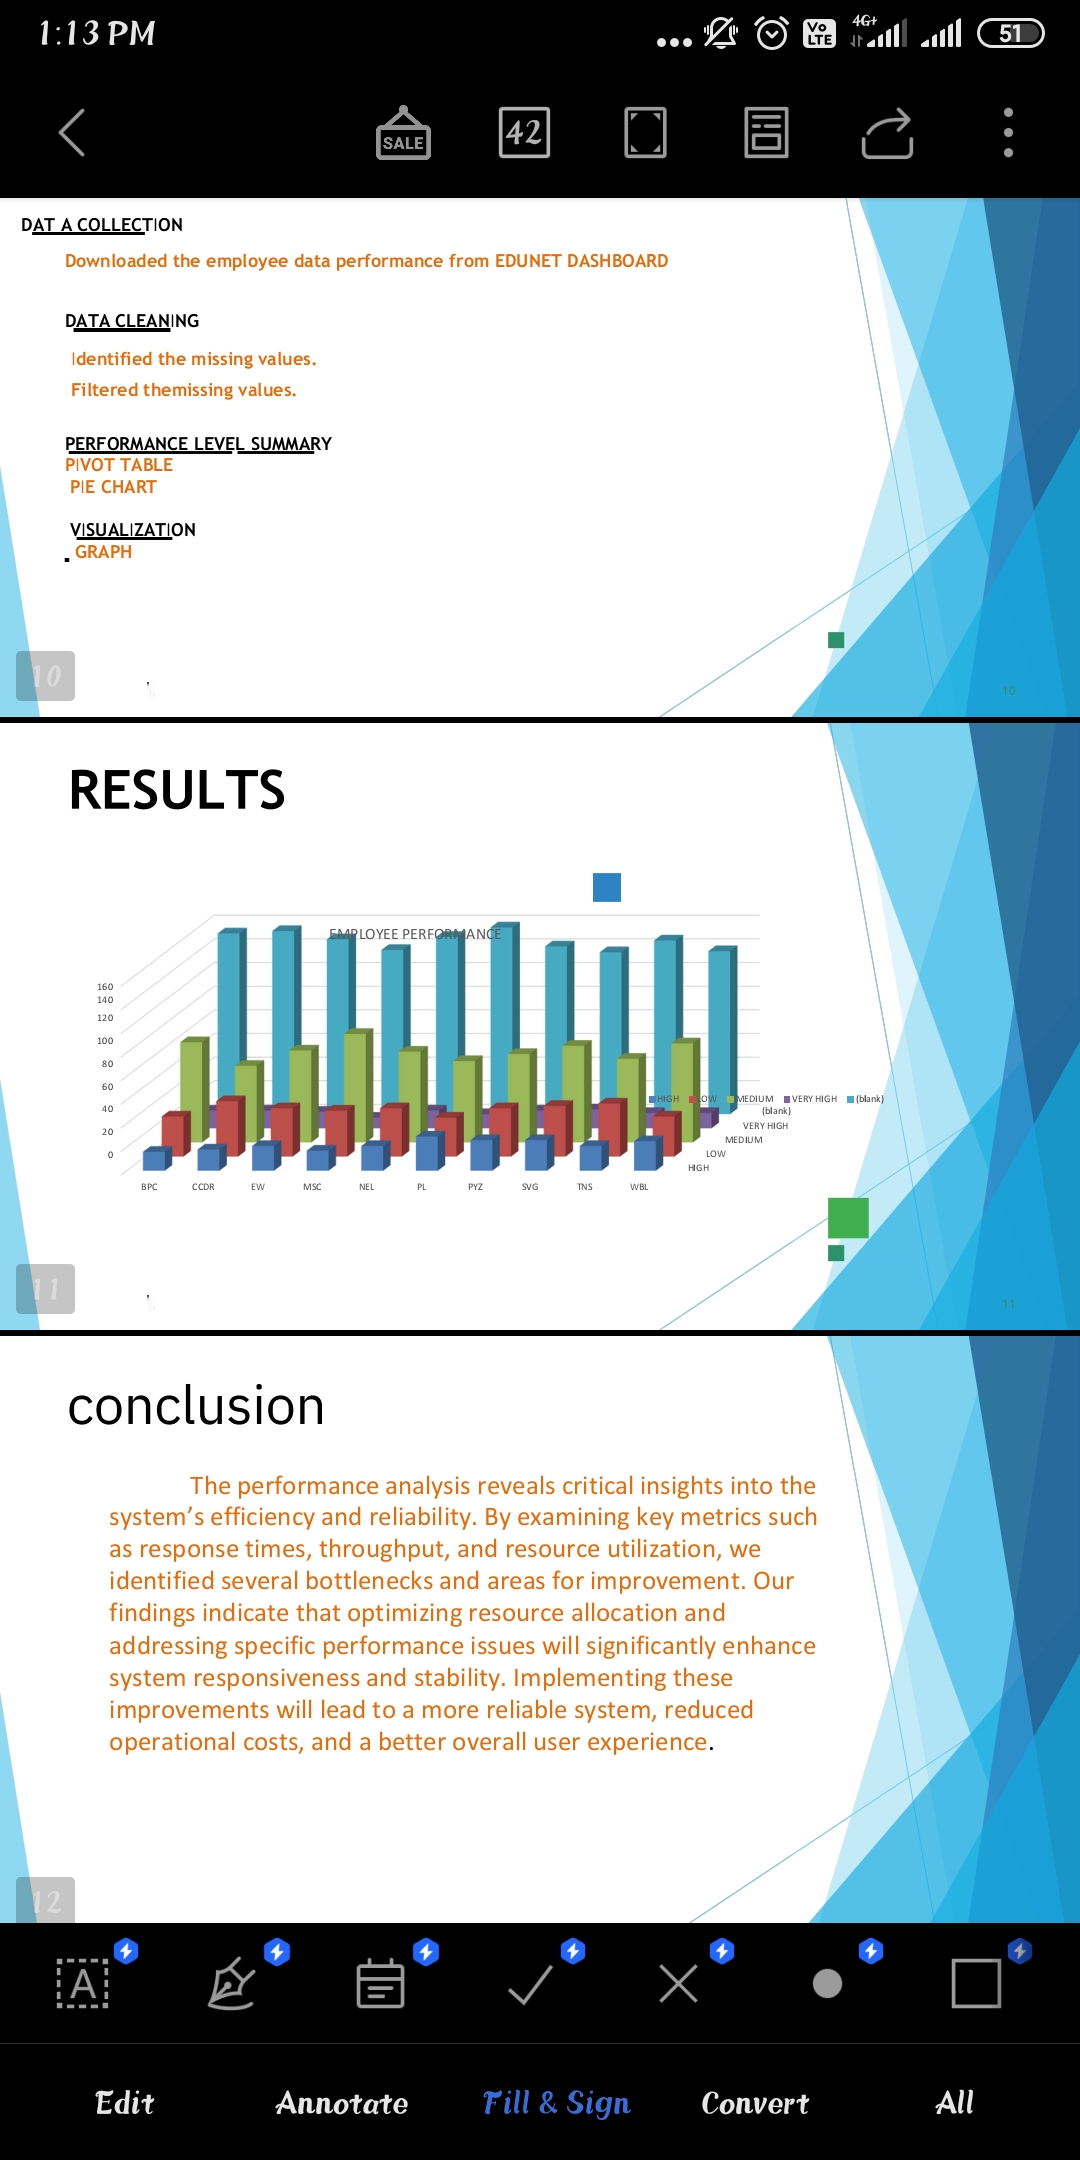 1:13 PM
Vo LTE 4G+ 51
SALE 42
DAT A COLLECTION
Downloaded the employee data performance from EDUNET DASHBOARD
DATA CLEANING
Identified the missing values.
Filtered themissing values.
PERFORMANCE LEVEL SUMMARY
PIVOT TABLE
PIE CHART
VISUALIZATION
GRAPH
10
10
RESULTS
EMPLOYEE PERFORMANCE
160
140
120
100
80
60
40
20
0
HIGH LOW MEDIUM VERY HIGH (blank)
(blank)
VERY HIGH
MEDIUM
LOW
HIGH
BPC CCDR EW MSC NEL PL PYZ SVG TNS WBL
11
11
conclusion
The performance analysis reveals critical insights into the
system’s efficiency and reliability. By examining key metrics such
as response times, throughput, and resource utilization, we
identified several bottlenecks and areas for improvement. Our
findings indicate that optimizing resource allocation and
addressing specific performance issues will significantly enhance
system responsiveness and stability. Implementing these
improvements will lead to a more reliable system, reduced
operational costs, and a better overall user experience.
12
A
Edit Annotate Fill & Sign Convert All